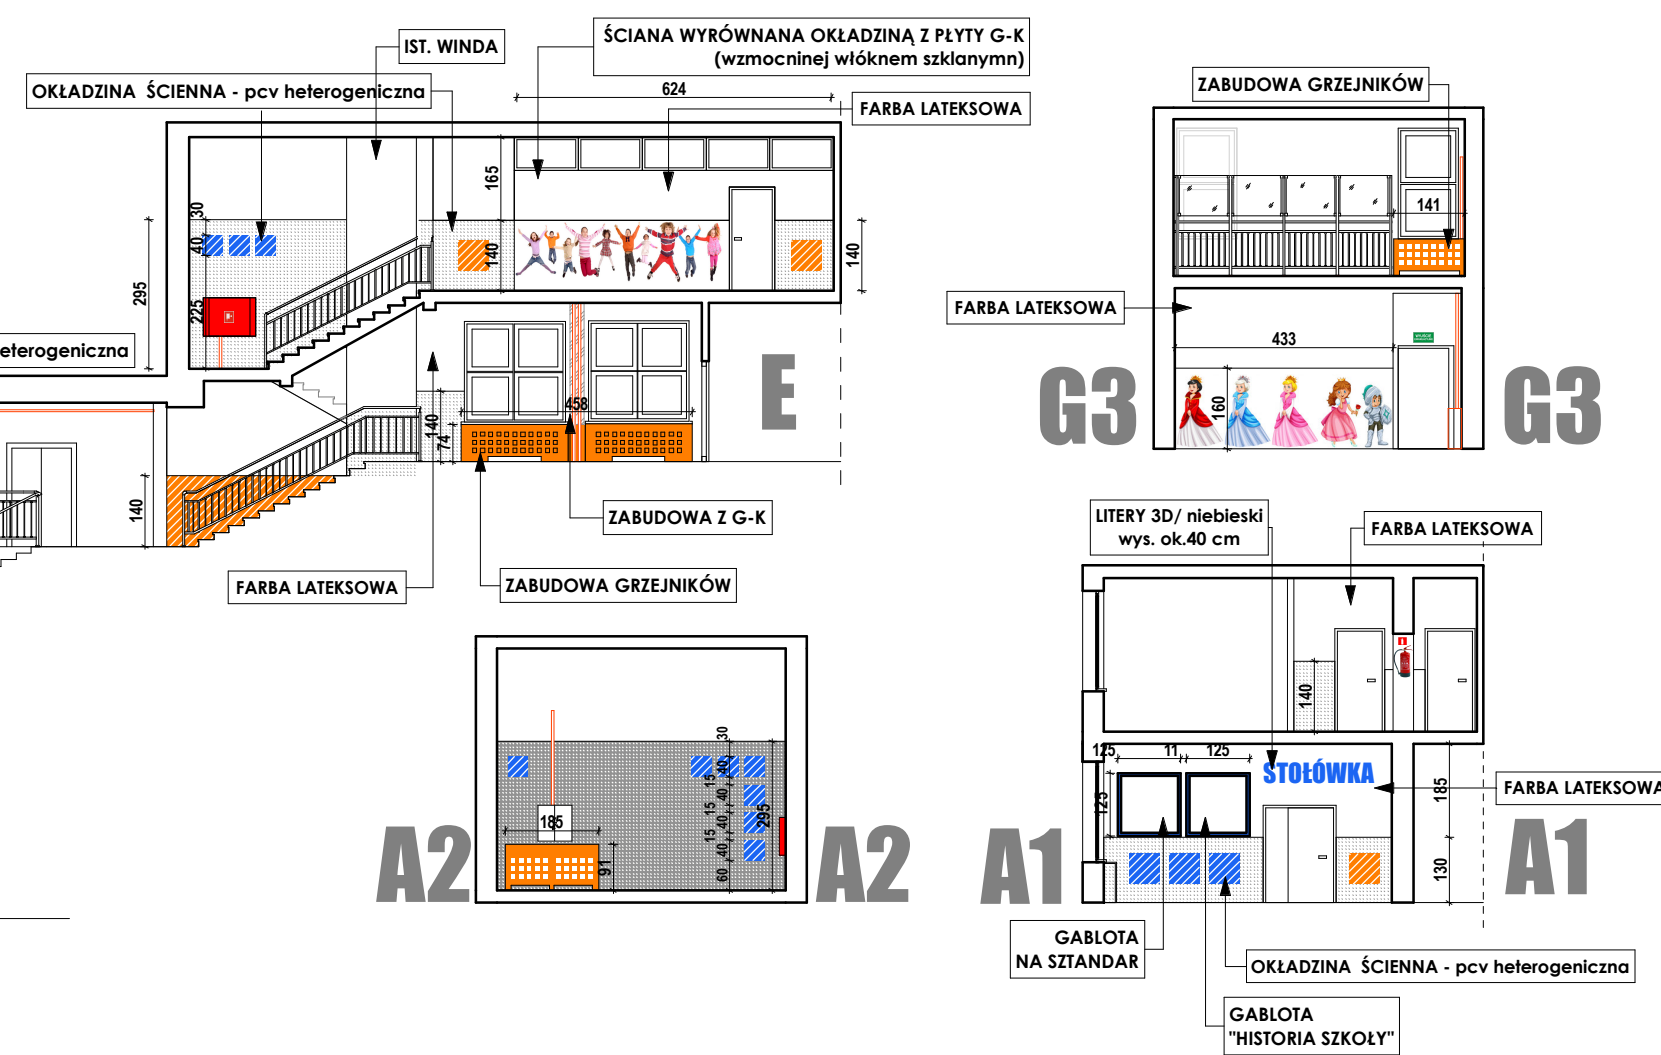 IST. WINDA
ŚCIANA WYRÓWNANA OKŁADZINĄ Z PŁYTY G-K
(wzmocninej włóknem szklanymn)
OKŁADZINA ŚCIENNA - pcv heterogeniczna
624
FARBA LATEKSOWA
165
30
40
140
140
295
225
eterogeniczna
458
140
74
140
E
ZABUDOWA Z G-K
FARBA LATEKSOWA
ZABUDOWA GRZEJNIKÓW
ZABUDOWA GRZEJNIKÓW
141
FARBA LATEKSOWA
433
160
G3
G3
30
40
15
40
15
40
15
40
60
295
185
91
A2
A2
LITERY 3D/ niebieski
wys. ok.40 cm
FARBA LATEKSOWA
140
125
11
125
125
STOŁÓWKA
185
130
FARBA LATEKSOWA
A1
A1
GABLOTA
NA SZTANDAR
OKŁADZINA ŚCIENNA - pcv heterogeniczna
GABLOTA
"HISTORIA SZKOŁY"